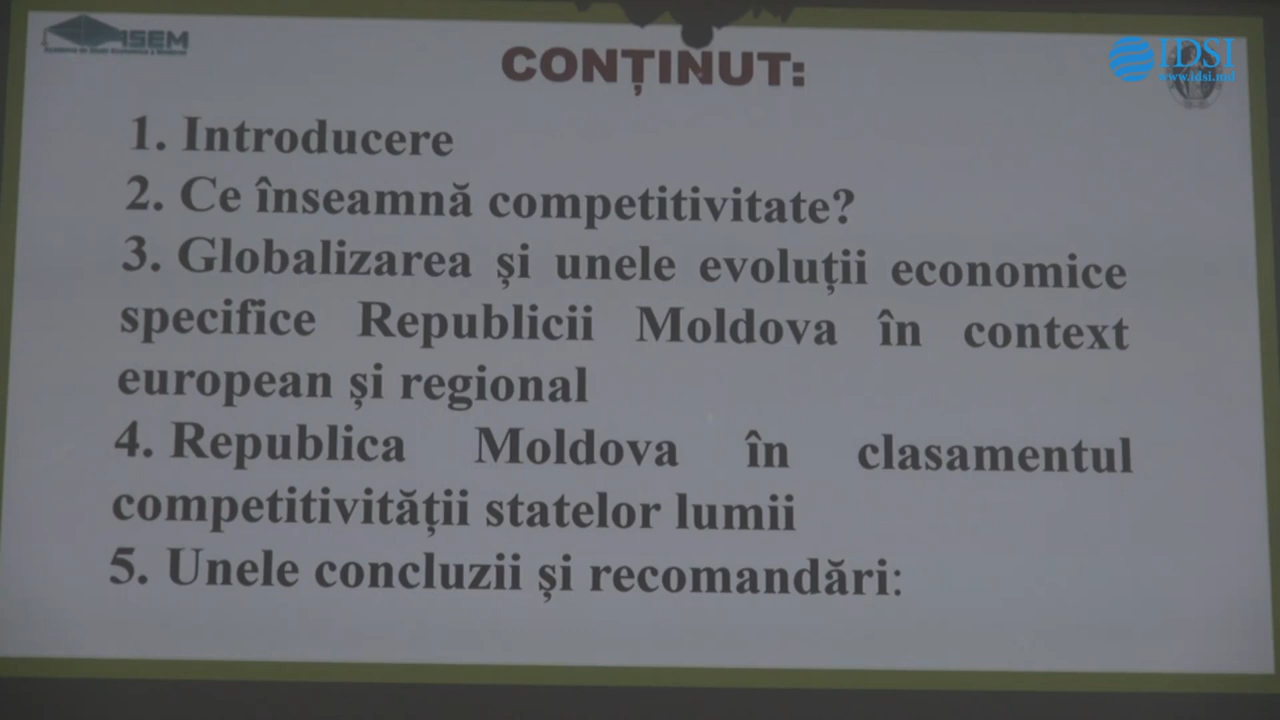 ASEM
IDSI
www.idsi.md
CONȚINUT:
1. Introducere
2. Ce înseamnă competitivitate?
3. Globalizarea și unele evoluții economice
specifice Republicii Moldova în context
european și regional
4. Republica Moldova în clasamentul
competitivității statelor lumii
5. Unele concluzii și recomandări: